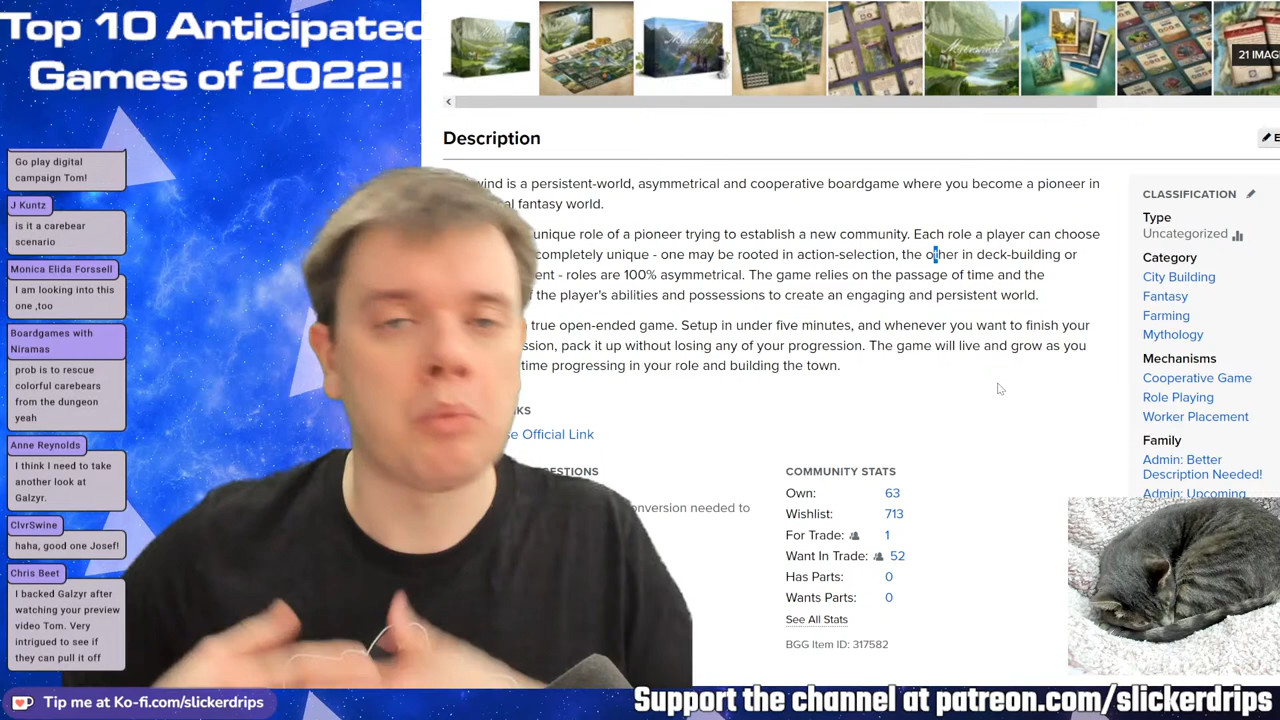 Top 10 Anticipated
Games of 2022!
Go play digital
campaign Tom!
J Kuntz
is it a carebear
scenario
Monica Elida Forssell
I am looking into this
one ,too
Boardgames with
Niramas
prob is to rescue
colorful carebears
from the dungeon
yeah
Anne Reynolds
I think I need to take
another look at
Galzyr.
ClvrSwine
haha, good one Josef!
Chris Beet
I backed Galzyr after
watching your preview
video Tom. Very
intrigued to see if
they can pull it off
Tip me at Ko-fi.com/slickerdrips
Mythwind
21 IMAG
Description
E
wind is a persistent-world, asymmetrical and cooperative boardgame where you become a pioneer in
al fantasy world.
unique role of a pioneer trying to establish a new community. Each role a player can choose
completely unique - one may be rooted in action-selection, the other in deck-building or
ent - roles are 100% asymmetrical. The game relies on the passage of time and the
f the player's abilities and possessions to create an engaging and persistent world.
true open-ended game. Setup in under five minutes, and whenever you want to finish your
ssion, pack it up without losing any of your progression. The game will live and grow as you
time progressing in your role and building the town.
KS
se Official Link
ESTIONS
onversion needed to
COMMUNITY STATS
Own: 63
Wishlist: 713
For Trade: 1
Want In Trade: 52
Has Parts: 0
Wants Parts: 0
See All Stats
BGG Item ID: 317582
CLASSIFICATION
Type
Uncategorized
Category
City Building
Fantasy
Farming
Mythology
Mechanisms
Cooperative Game
Role Playing
Worker Placement
Family
Admin: Better
Description Needed!
Admin: Upcoming
Support the channel at patreon.com/slickerdrips